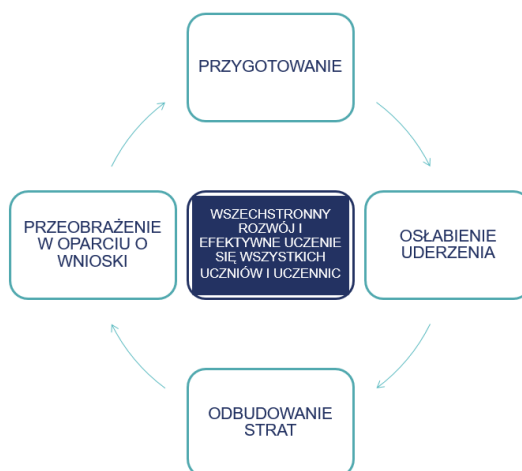 PRZYGOTOWANIE
PRZEOBRAŻENIE
W OPARCIU O
WNIOSKI
WSZECHSTRONNY
ROZWÓJ I
EFEKTYWNE UCZENIE
SIĘ WSZYSTKICH
UCZNIÓW I UCZENNIC
OSŁABIENIE
UDERZENIA
ODBUDOWANIE
STRAT